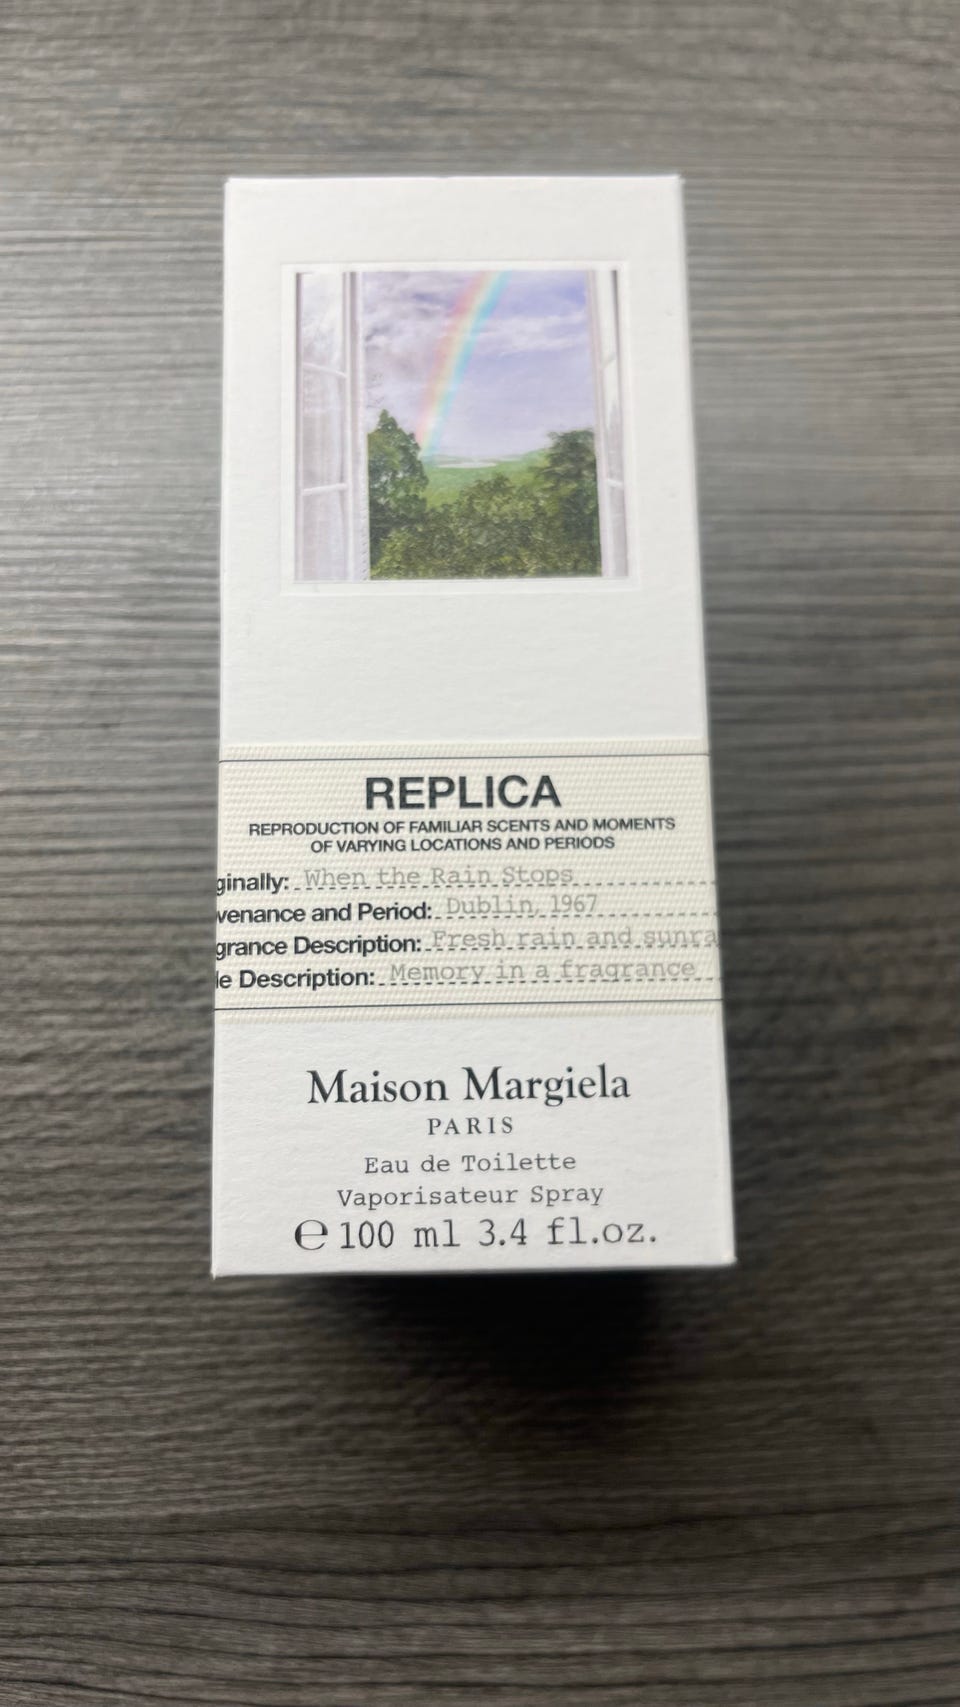 REPLICA
REPRODUCTION OF FAMILIAR SCENTS AND MOMENTS
OF VARYING LOCATIONS AND PERIODS
ginally: When the Rain Stops
venance and Period: Dublin, 1967
grance Description: Fresh rain and sunra
le Description: Memory in a fragrance
Maison Margiela
PARIS
Eau de Toilette
Vaporisateur Spray
℮ 100 ml 3.4 fl.oz.